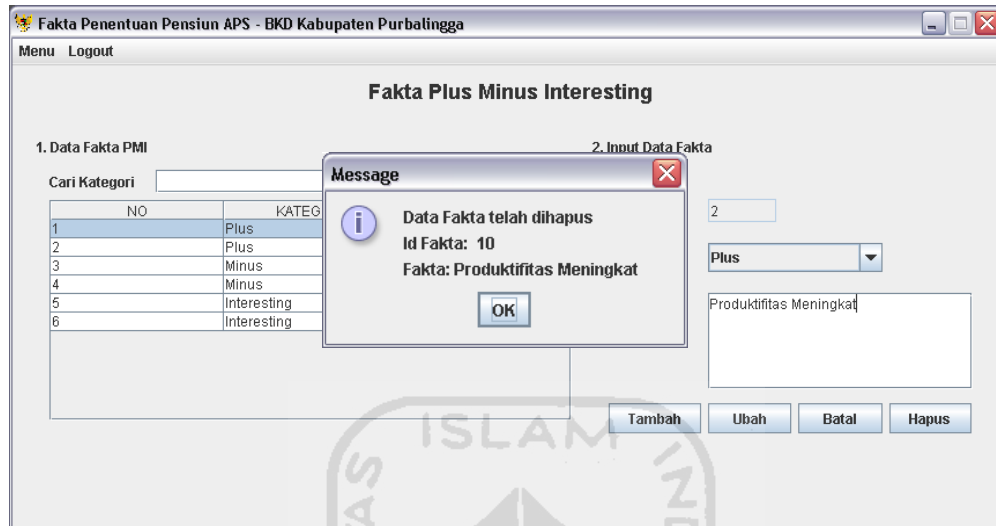 Fakta Penentuan Pensiun APS - BKD Kabupaten Purbalingga
Menu Logout
Fakta Plus Minus Interesting
1. Data Fakta PMI
2. Input Data Fakta
Cari Kategori
NO KATEG
1 Plus
2 Plus
3 Minus
4 Minus
5 Interesting
6 Interesting
Message
Data Fakta telah dihapus
Id Fakta: 10
Fakta: Produktifitas Meningkat
OK
2
Plus
Produktifitas Meningkat
Tambah Ubah Batal Hapus
ISLAM